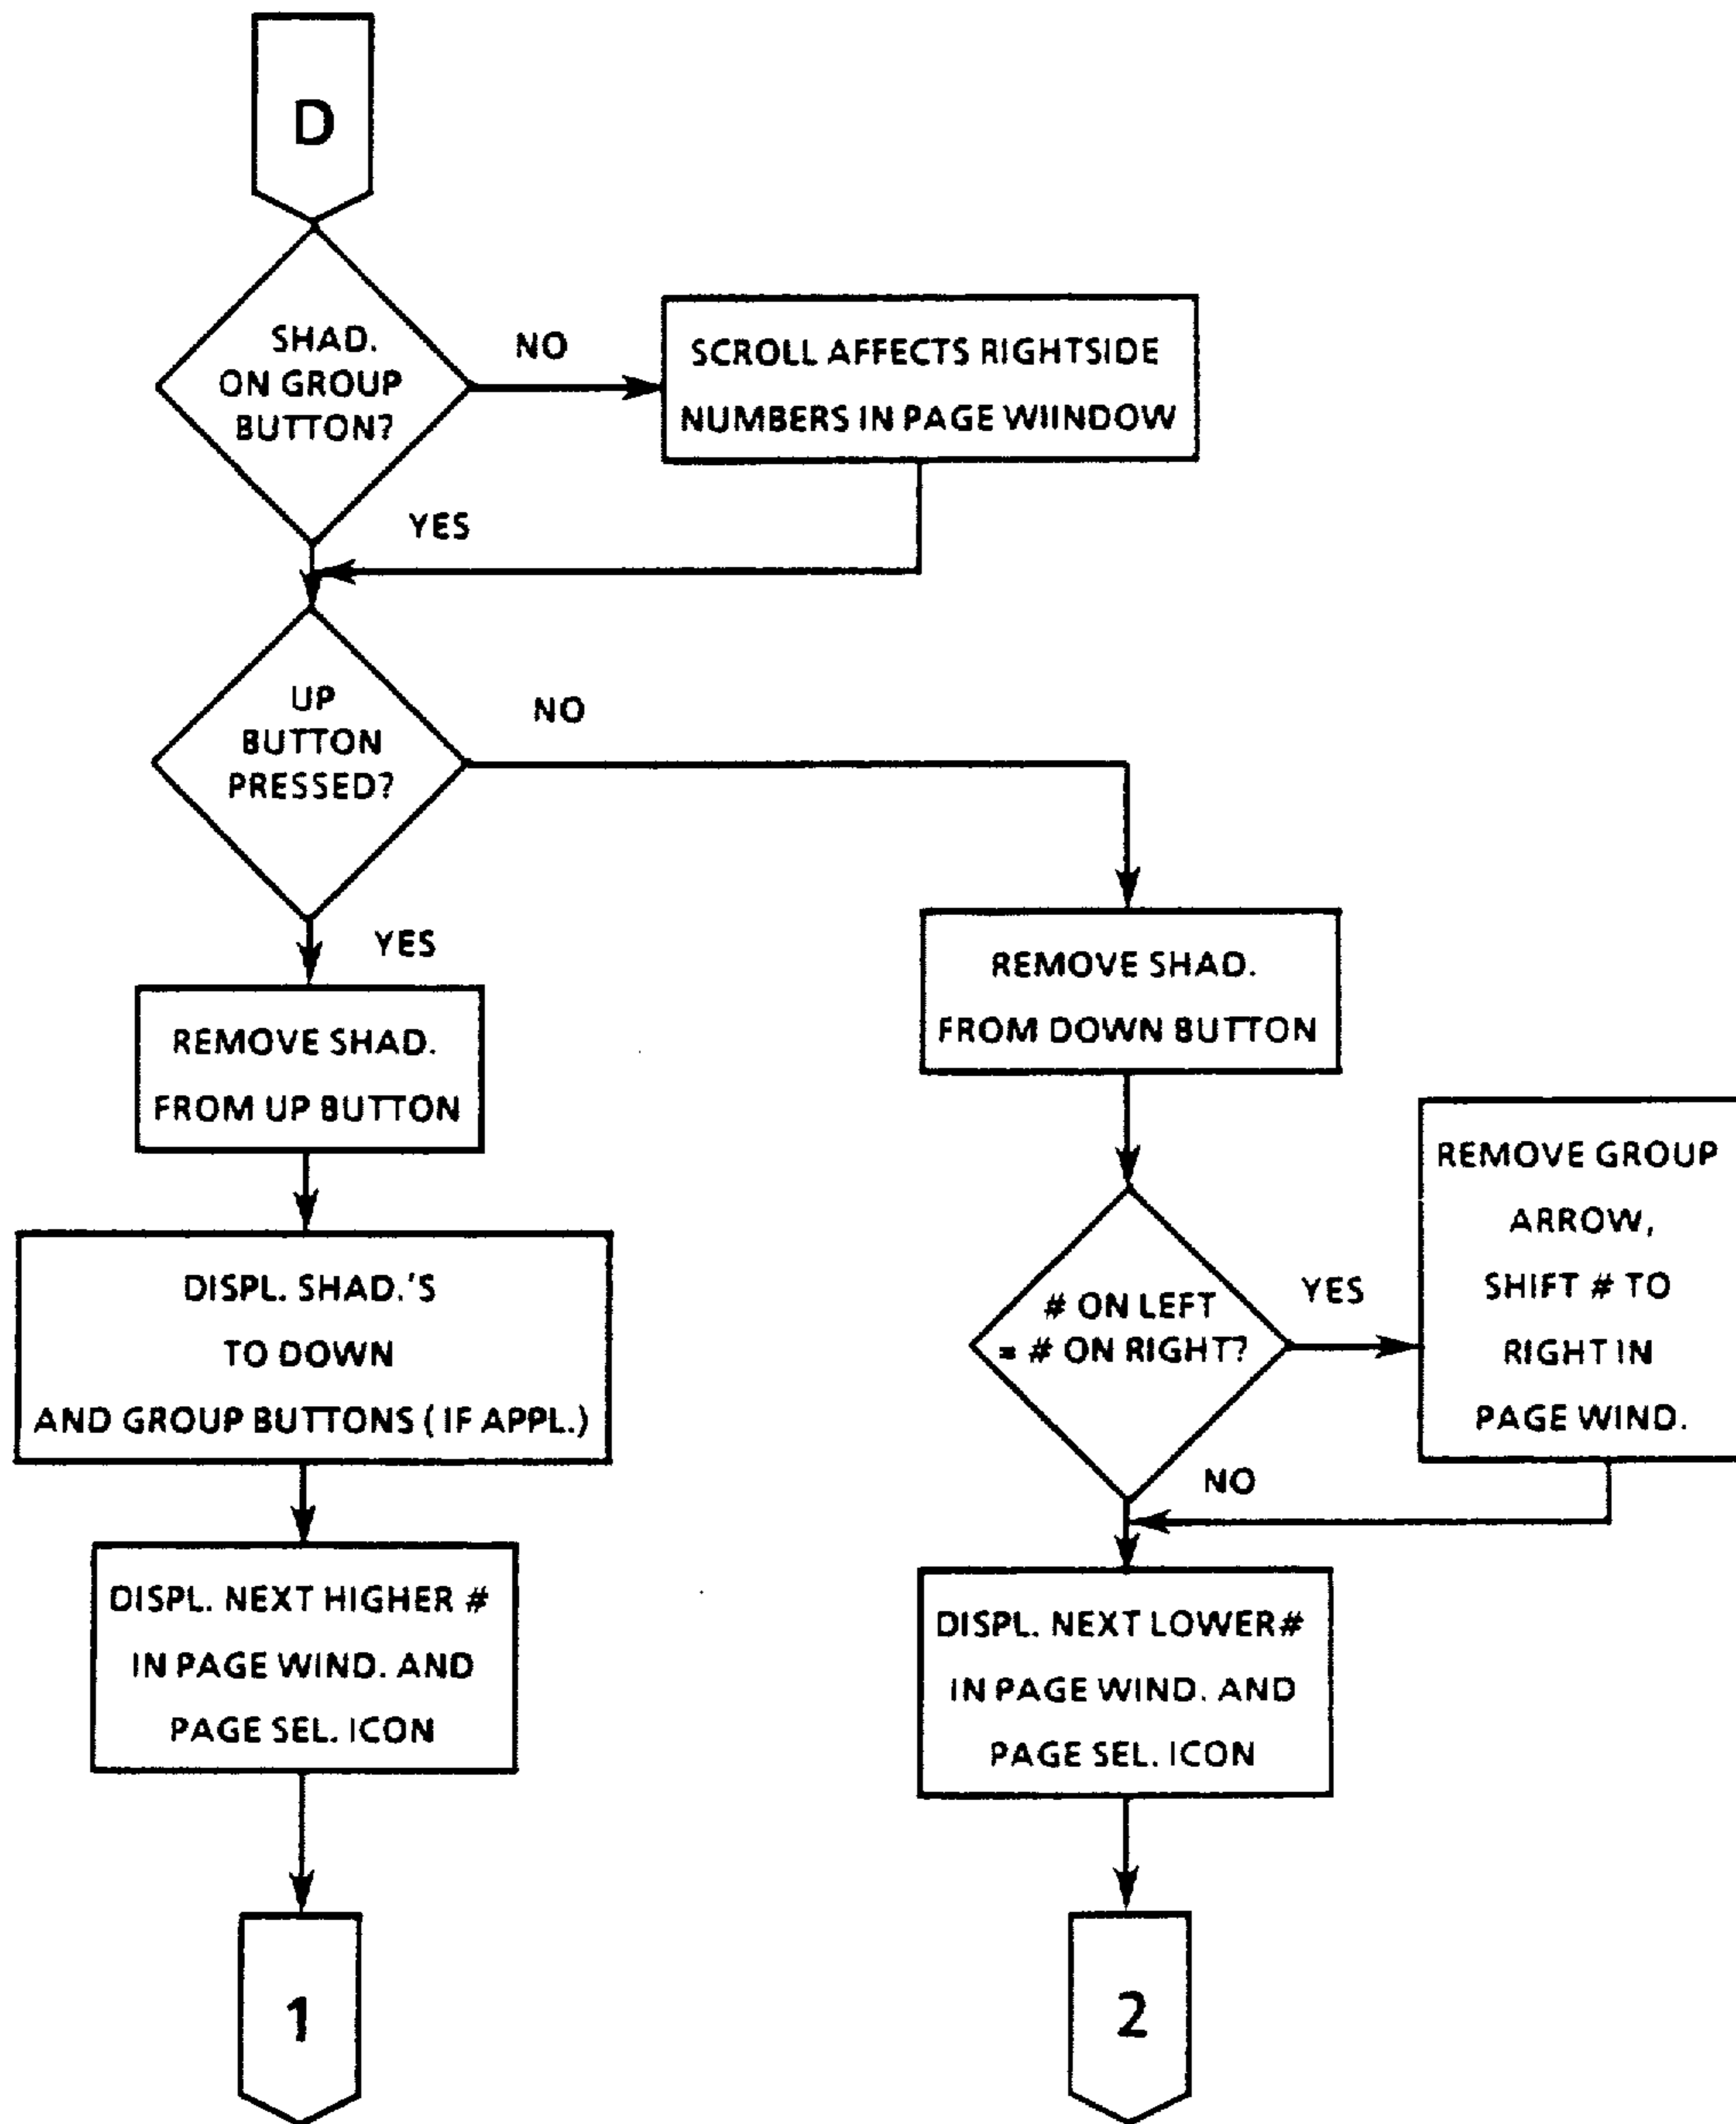 D
SHAD.
ON GROUP
BUTTON?
NO
SCROLL AFFECTS RIGHTSIDE
NUMBERS IN PAGE WIINDOW
YES
UP
BUTTON
PRESSED?
NO
YES
REMOVE SHAD.
FROM UP BUTTON
DISPL. SHAD.'S
TO DOWN
AND GROUP BUTTONS ( IF APPL.)
DISPL. NEXT HIGHER #
IN PAGE WIND. AND
PAGE SEL. ICON
1
REMOVE SHAD.
FROM DOWN BUTTON
# ON LEFT
= # ON RIGHT?
YES
REMOVE GROUP
ARROW,
SHIFT # TO
RIGHT IN
PAGE WIND.
NO
DISPL. NEXT LOWER #
IN PAGE WIND. AND
PAGE SEL. ICON
2